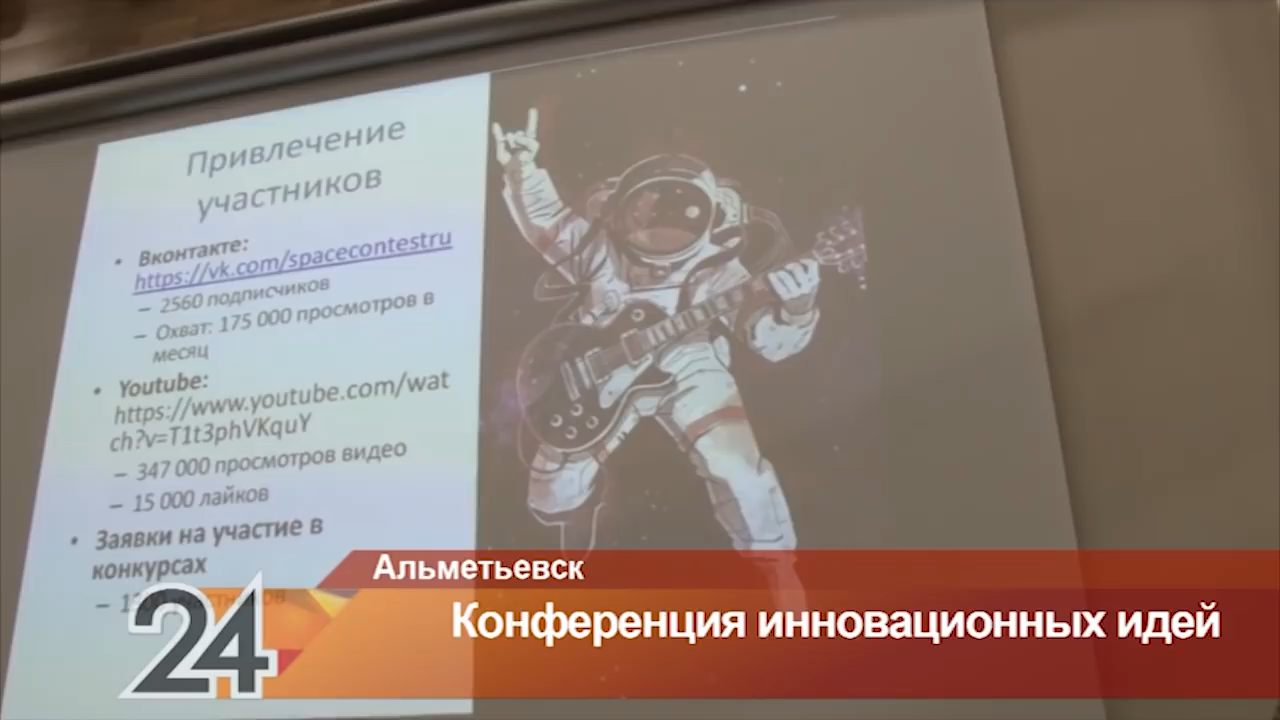 Привлечение
участников
• Вконтакте:
https://vk.com/spacecontestru
– 2560 подписчиков
– Охват: 175 000 просмотров в
месяц
• Youtube:
https://www.youtube.com/wat
ch?v=T1t3phVKquY
– 347 000 просмотров видео
– 15 000 лайков
• Заявки на участие в
конкурсах
Альметьевск
Конференция инновационных идей
24